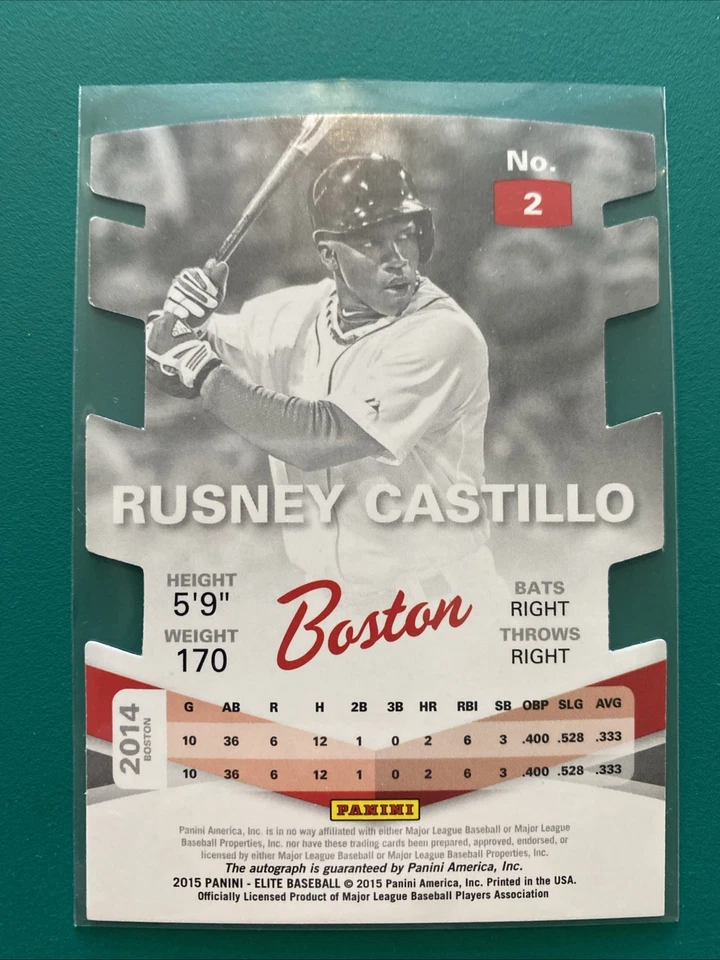 No.
2
RUSNEY CASTILLO
HEIGHT
5'9"
WEIGHT
170
Boston
BATS
RIGHT
THROWS
RIGHT
2014
BOSTON
G AB R H 2B 3B HR RBI SB OBP SLG AVG
10 36 6 12 1 0 2 6 3 .400 .528 .333
10 36 6 12 1 0 2 6 3 .400 .528 .333
PANINI
Panini America, Inc. is in no way affiliated with either Major League Baseball or Major League
Baseball Properties, Inc. nor have these trading cards been prepared, approved, endorsed, or
licensed by either Major League Baseball or Major League Baseball Properties, Inc.
The autograph is guaranteed by Panini America, Inc.
2015 PANINI - ELITE BASEBALL © 2015 Panini America, Inc. Printed in the USA.
Officially Licensed Product of Major League Baseball Players Association